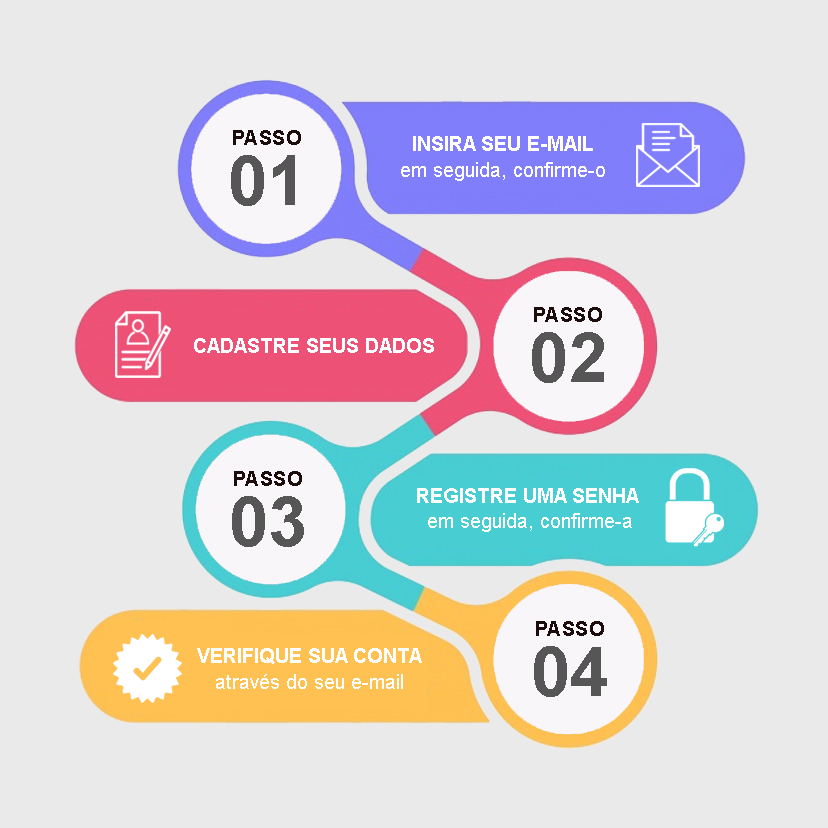 PASSO
01
INSIRA SEU E-MAIL
em seguida, confirme-o
PASSO
02
CADASTRE SEUS DADOS
PASSO
03
REGISTRE UMA SENHA
em seguida, confirme-a
PASSO
04
VERIFIQUE SUA CONTA
através do seu e-mail